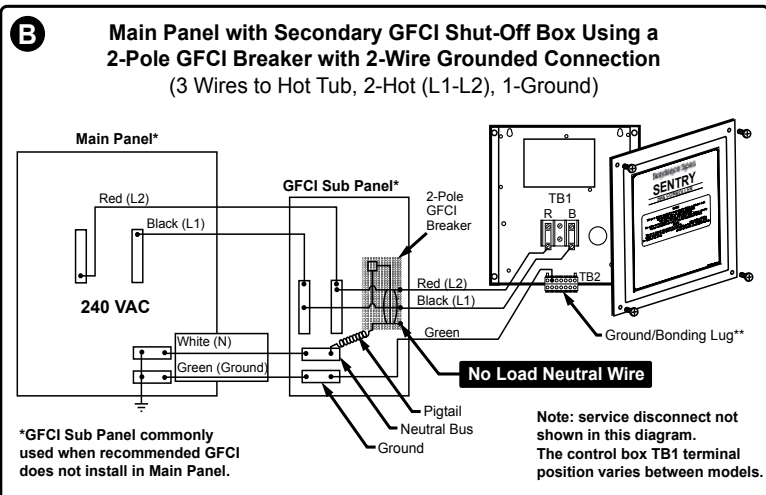 B
Main Panel with Secondary GFCI Shut-Off Box Using a
2-Pole GFCI Breaker with 2-Wire Grounded Connection
(3 Wires to Hot Tub, 2-Hot (L1-L2), 1-Ground)
Main Panel*
Red (L2)
Black (L1)
240 VAC
White (N)
Green (Ground)
GFCI Sub Panel*
2-Pole
GFCI
Breaker
Red (L2)
Black (L1)
Green
TB1
R B
TB2
SENTRY
Ground/Bonding Lug**
No Load Neutral Wire
Pigtail
Neutral Bus
Ground
*GFCI Sub Panel commonly
used when recommended GFCI
does not install in Main Panel.
Note: service disconnect not
shown in this diagram.
The control box TB1 terminal
position varies between models.